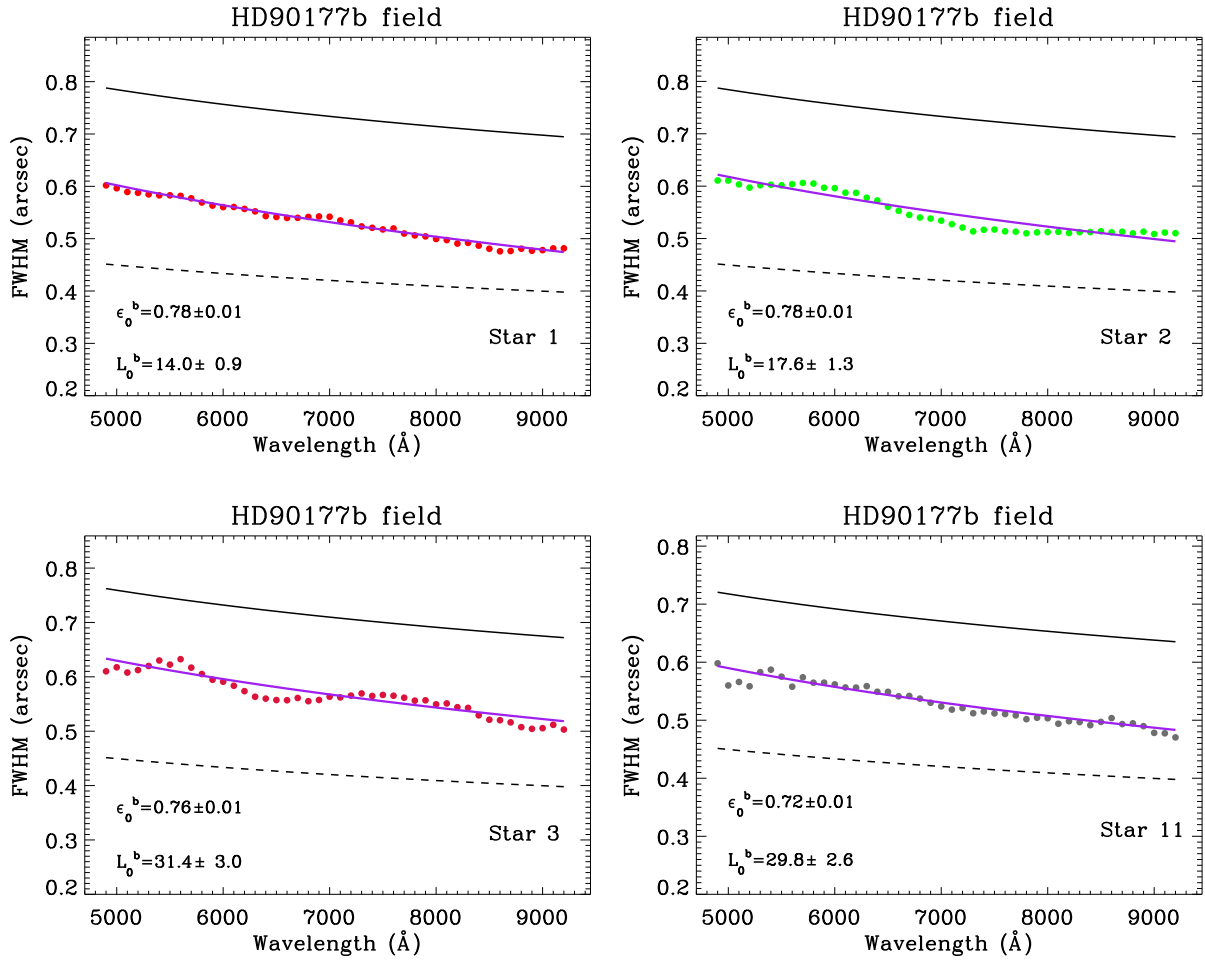 HD90177b field
FWHM (arcsec)
0.8
0.7
0.6
0.5
0.4
0.3
0.2
ϵ₀ᵇ=0.78±0.01
Star 1
L₀ᵇ=14.0± 0.9
5000 6000 7000 8000 9000
Wavelength (Å)
HD90177b field
FWHM (arcsec)
0.8
0.7
0.6
0.5
0.4
0.3
0.2
ϵ₀ᵇ=0.78±0.01
Star 2
L₀ᵇ=17.6± 1.3
5000 6000 7000 8000 9000
Wavelength (Å)
HD90177b field
FWHM (arcsec)
0.8
0.7
0.6
0.5
0.4
0.3
0.2
ϵ₀ᵇ=0.76±0.01
Star 3
L₀ᵇ=31.4± 3.0
5000 6000 7000 8000 9000
Wavelength (Å)
HD90177b field
FWHM (arcsec)
0.8
0.7
0.6
0.5
0.4
0.3
0.2
ϵ₀ᵇ=0.72±0.01
Star 11
L₀ᵇ=29.8± 2.6
5000 6000 7000 8000 9000
Wavelength (Å)